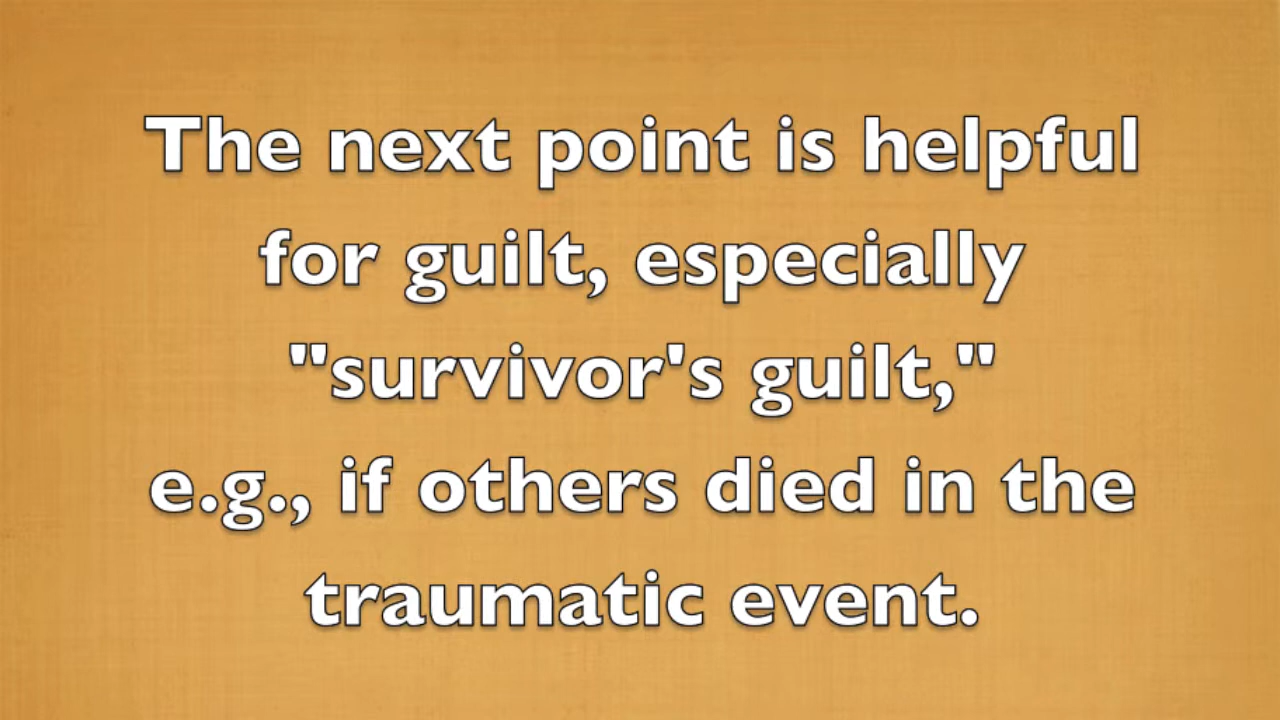 The next point is helpful
for guilt, especially
"survivor's guilt,"
e.g., if others died in the
traumatic event.